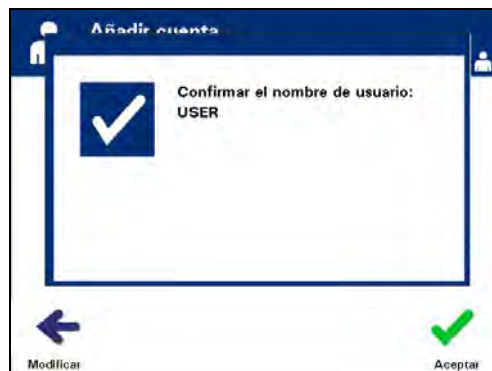 Añadir cuenta
Confirmar el nombre de usuario:
USER
Modificar
Aceptar